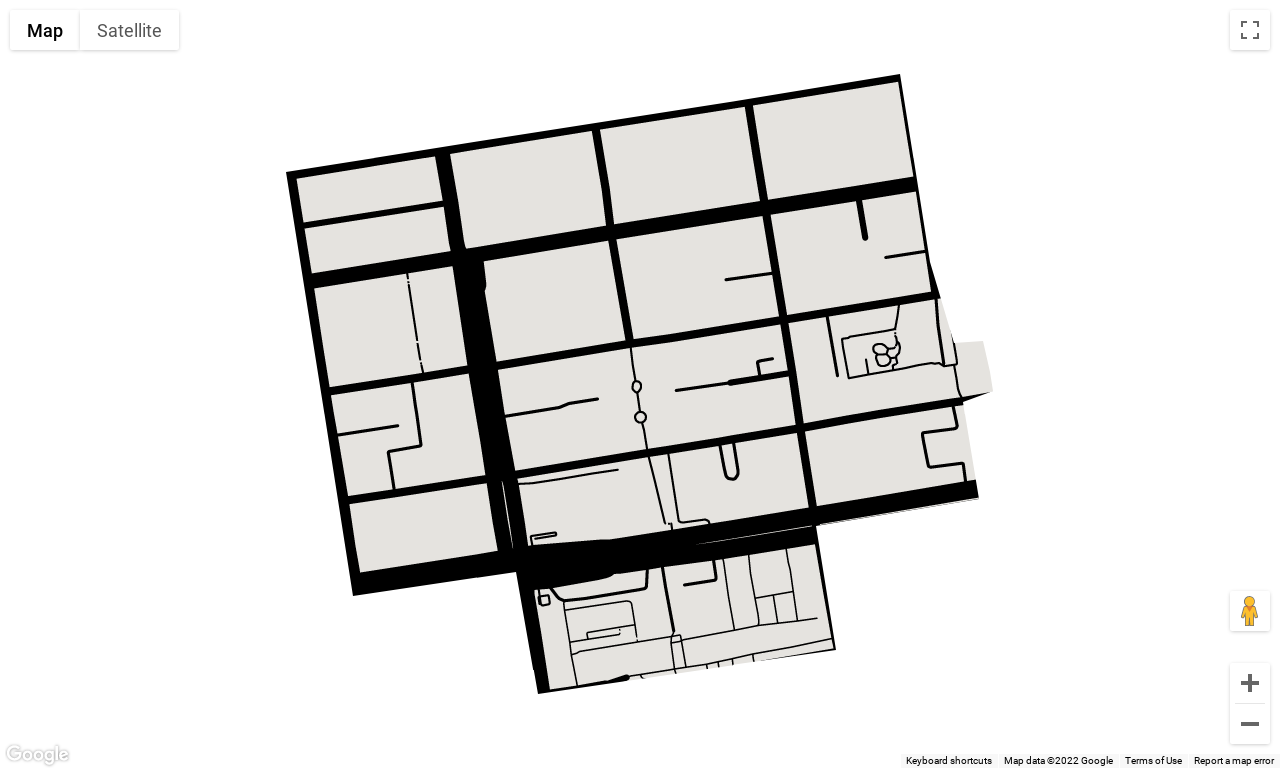 Map
Satellite
Google
Keyboard shortcuts
Map data ©2022 Google
Terms of Use
Report a map error